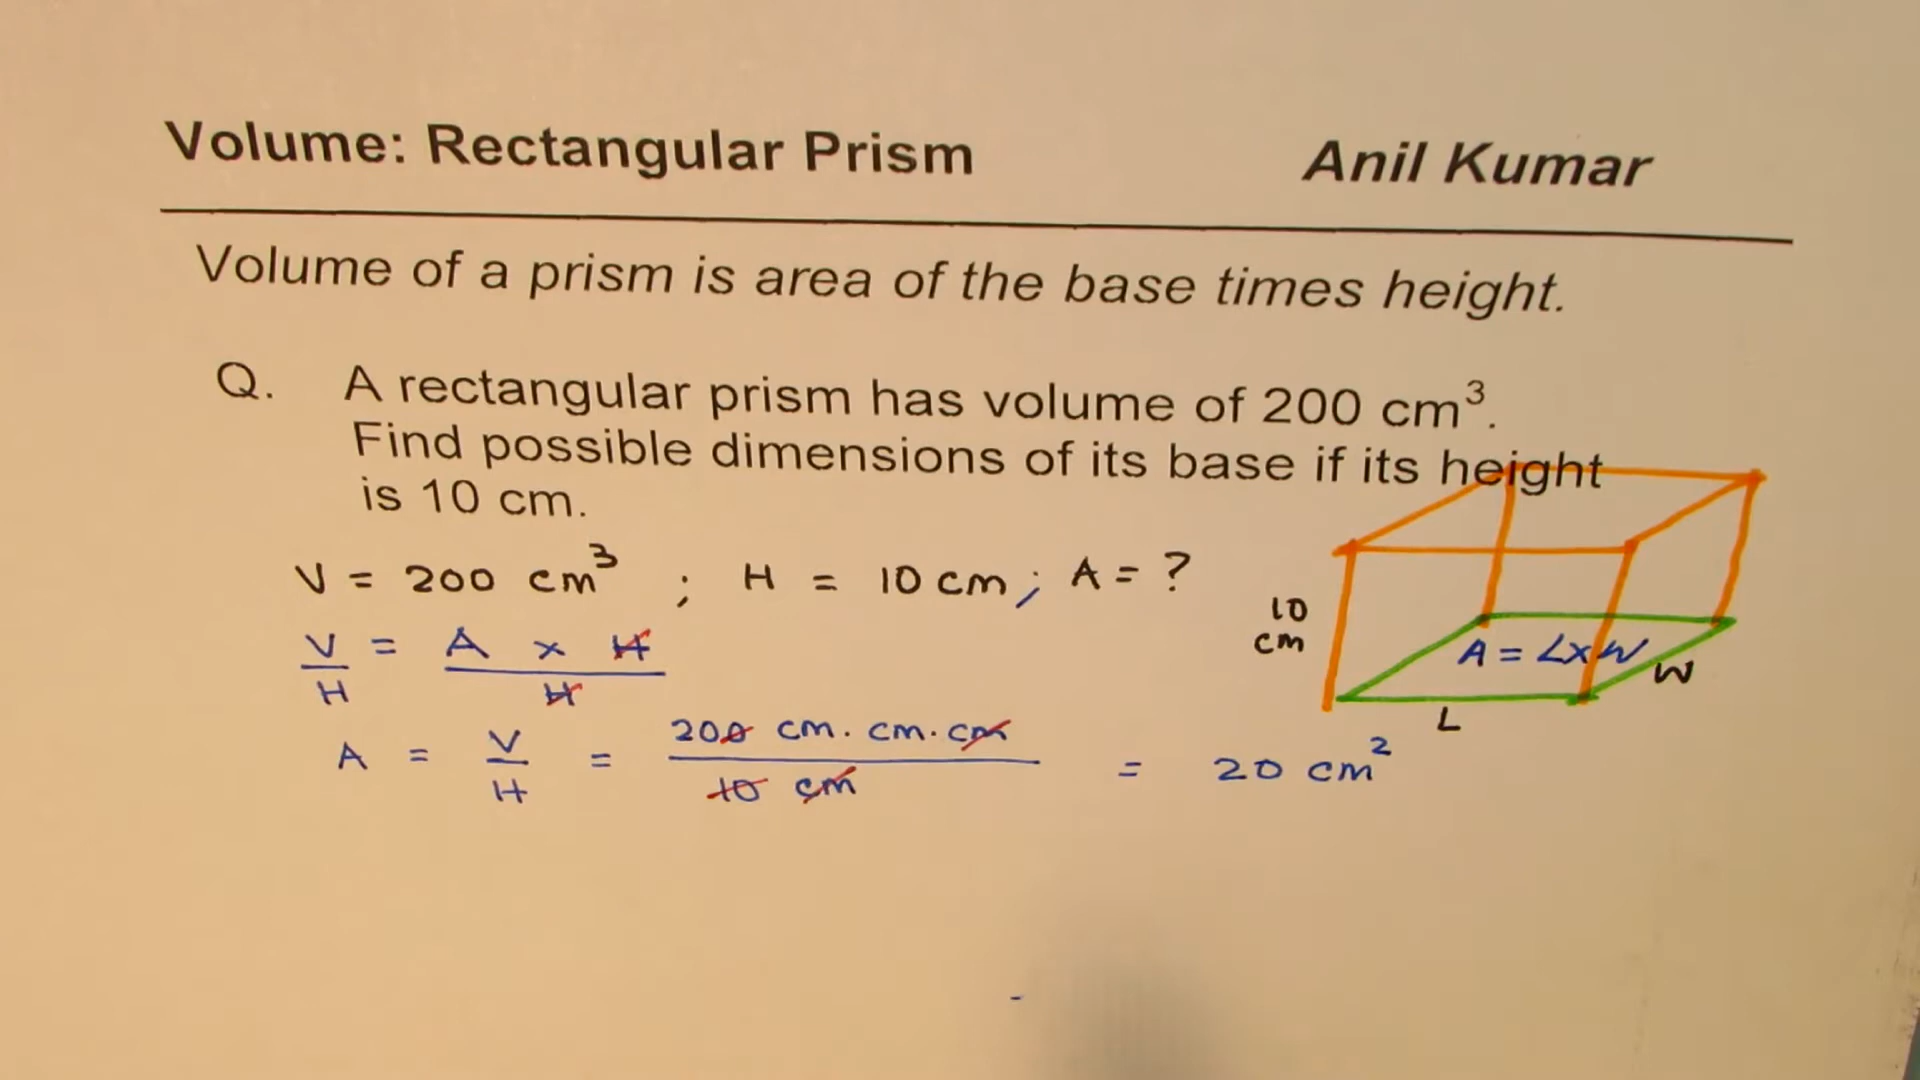 Volume: Rectangular Prism Anil Kumar
Volume of a prism is area of the base times height.
Q. A rectangular prism has volume of 200 cm³.
Find possible dimensions of its base if its height
is 10 cm.
V = 200 cm³ ; H = 10 cm ; A = ?
V/H = A × H/H
A = V/H = 200 cm . cm . cm/10 cm = 20 cm²
10
cm
A = L×W
W
L